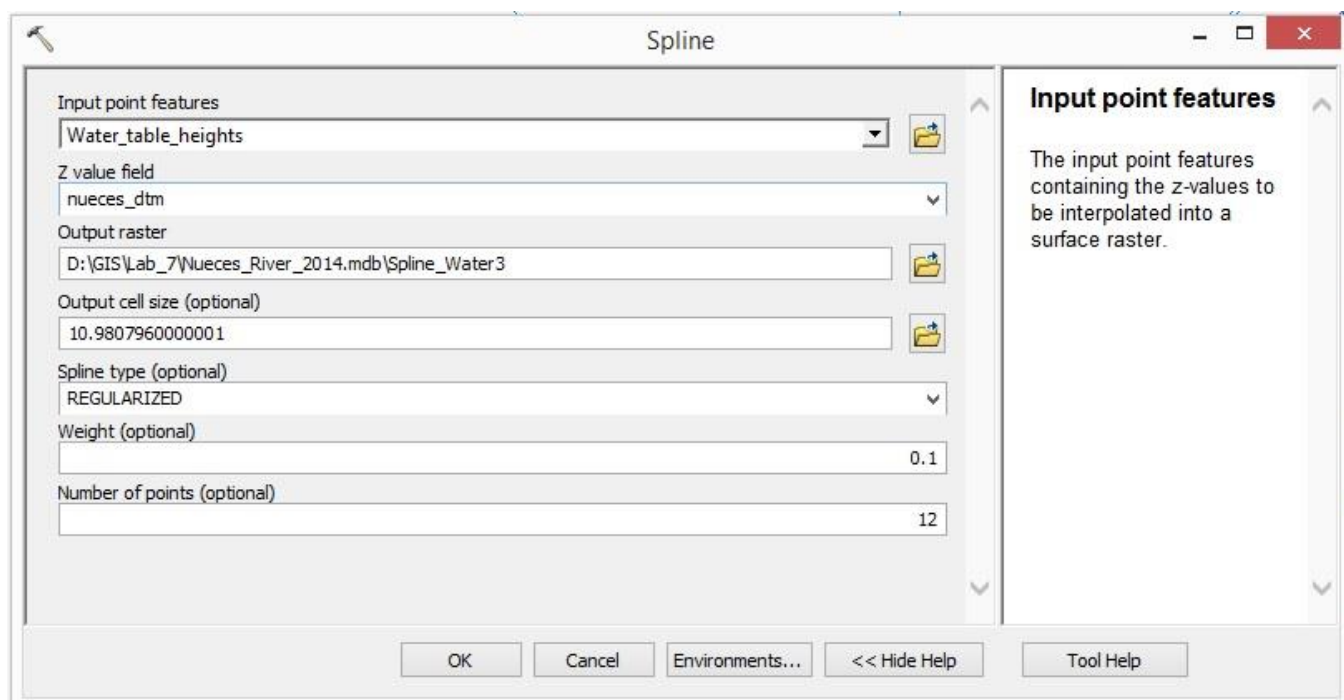 Spline
Input point features
Water_table_heights
Z value field
nueces_dtm
Output raster
D:\GIS\Lab_7\Nueces_River_2014.mdb\Spline_Water3
Output cell size (optional)
10.9807960000001
Spline type (optional)
REGULARIZED
Weight (optional)
0.1
Number of points (optional)
12
Input point features
The input point features
containing the z-values to
be interpolated into a
surface raster.
OK
Cancel
Environments...
<< Hide Help
Tool Help